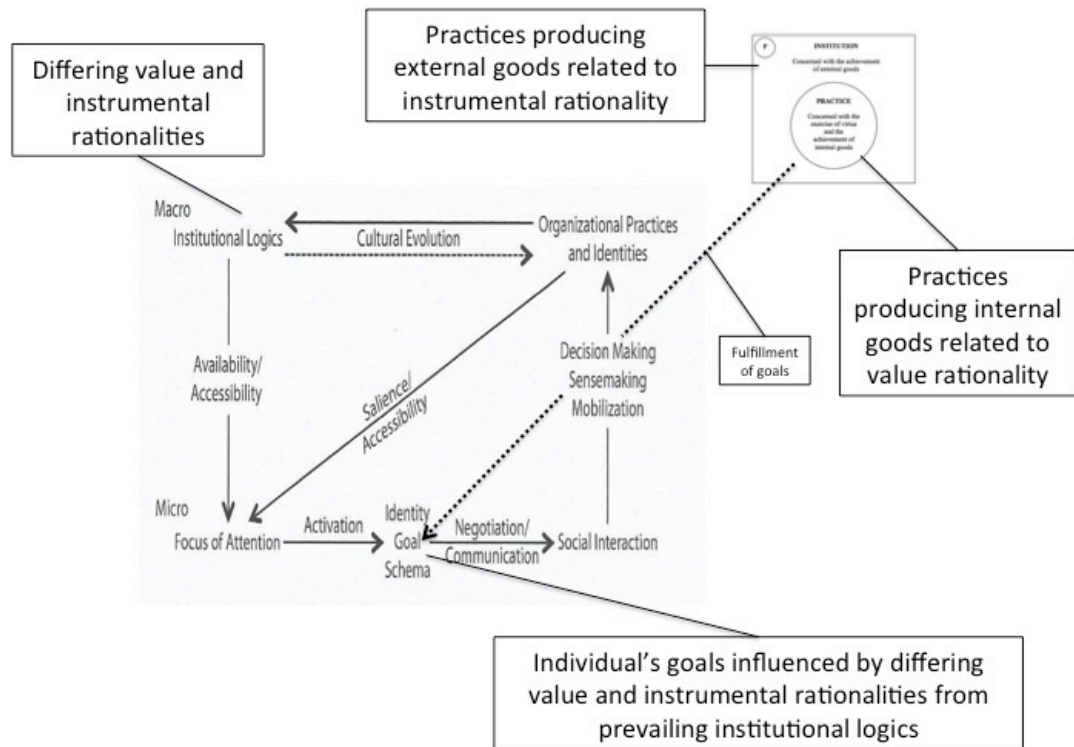 Differing value and
instrumental
rationalities
Practices producing
external goods related to
instrumental rationality
P
INSTITUTION
Concerned with the achievement
of external goods
PRACTICE
Concerned with the
exercise of virtue
and the
achievement of
internal goods
Macro
Institutional Logics
Cultural Evolution
Organizational Practices
and Identities
Practices
producing internal
goods related to
value rationality
Fulfillment
of goals
Availability/
Accessibility
Salience/
Accessibility
Decision Making
Sensemaking
Mobilization
Micro
Focus of Attention
Activation
Identity
Goal
Schema
Negotiation/
Communication
Social Interaction
Individual's goals influenced by differing
value and instrumental rationalities from
prevailing institutional logics